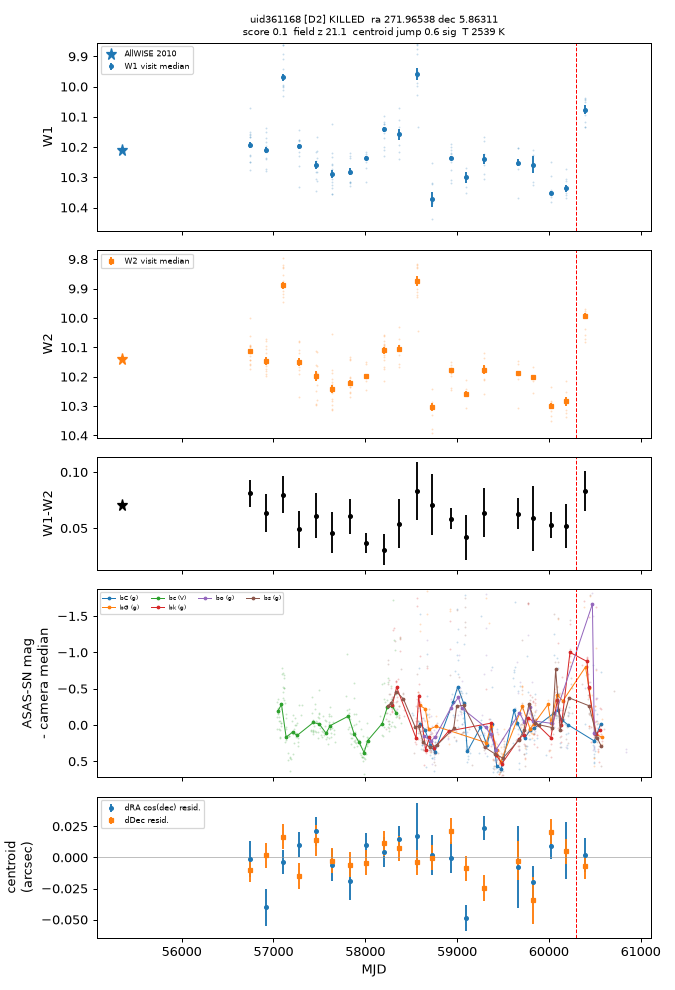 uid361168 [D2] KILLED  ra 271.96538 dec 5.86311
score 0.1  field z 21.1  centroid jump 0.6 sig  T 2539 K
AllWISE 2010
W1 visit median
W1
9.9
10.0
10.1
10.2
10.3
10.4
W2 visit median
W2
9.8
9.9
10.0
10.1
10.2
10.3
10.4
W1-W2
0.10
0.05
bC (g)
bc (V)
bo (g)
bs (g)
bG (g)
bk (g)
ASAS-SN mag
- camera median
−1.5
−1.0
−0.5
0.0
0.5
dRA cos(dec) resid.
dDec resid.
centroid
(arcsec)
0.025
0.000
−0.025
−0.050
56000
57000
58000
59000
60000
61000
MJD